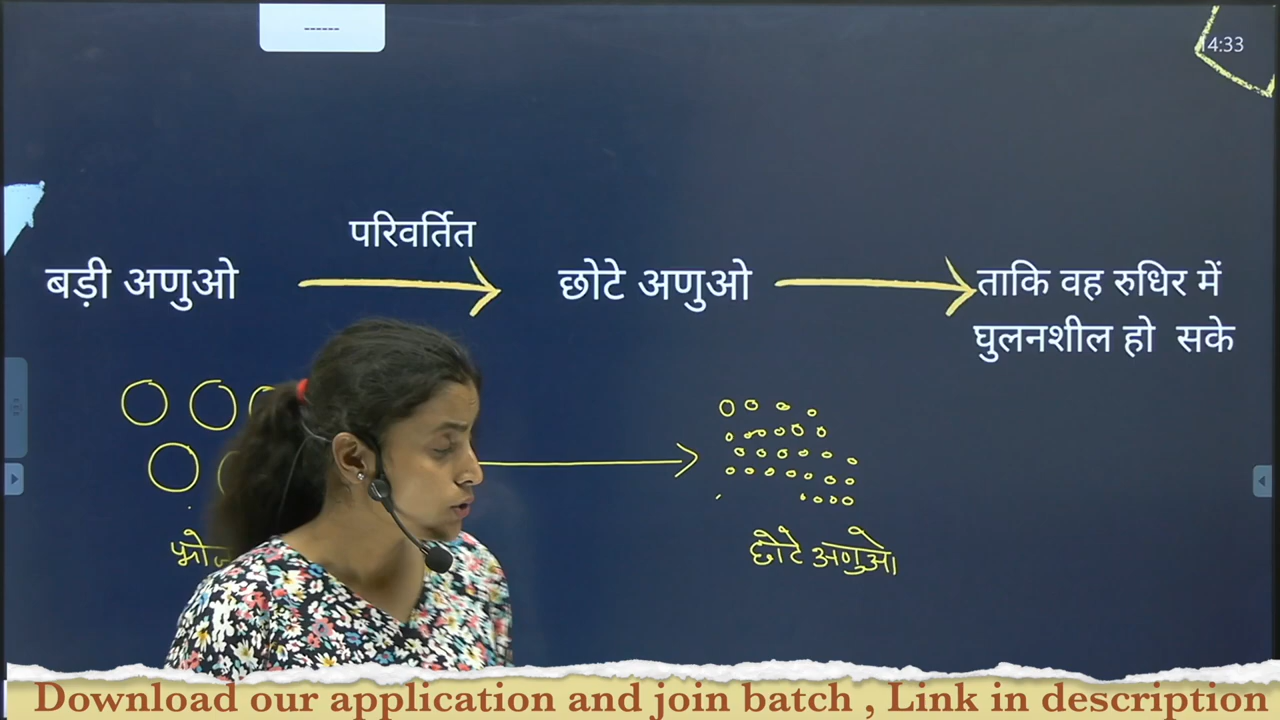 ------
14:33
परिवर्तित
बड़ी अणुओ
छोटे अणुओ
ताकि वह रुधिर में
घुलनशील हो सके
छोटे अणुओ
Download our application and join batch , Link in description